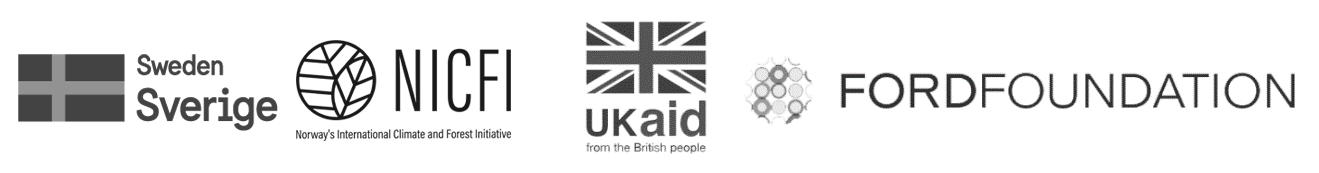 Sweden
Sverige
NICFI
Norway's International Climate and Forest Initiative
UKaid
from the British people
FORDFOUNDATION